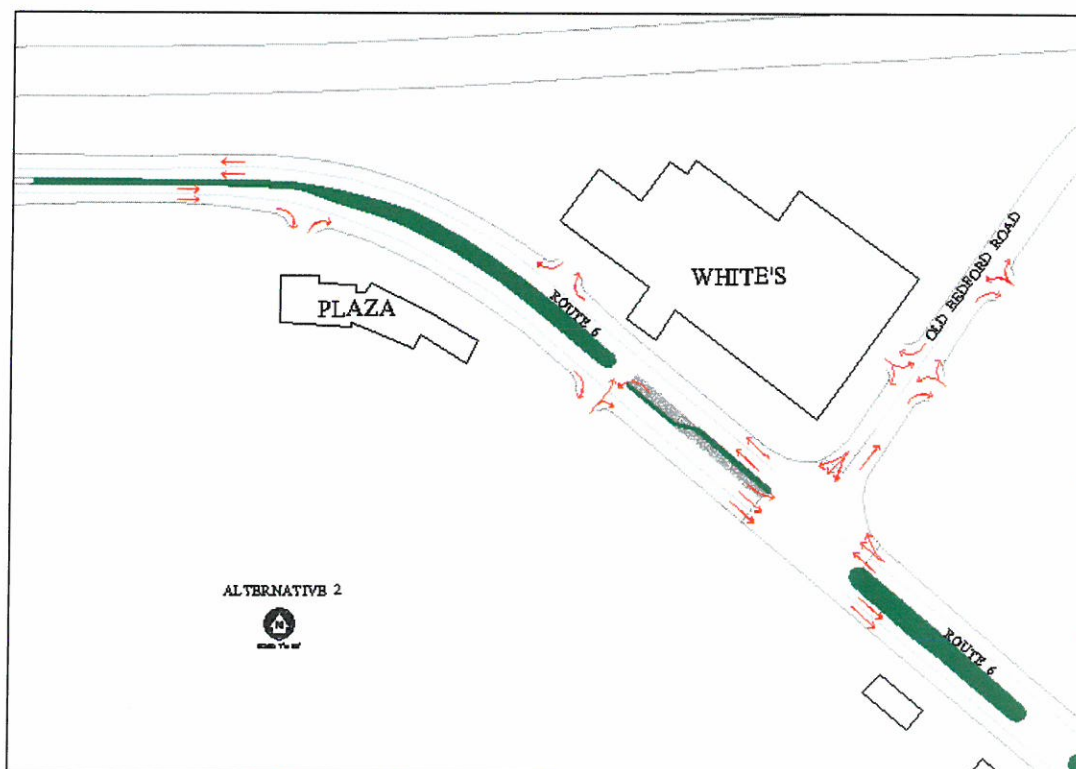 WHITE'S
OLD BEDFORD ROAD
PLAZA
ROUTE 6
ALTERNATIVE 2
N
ROUTE 6